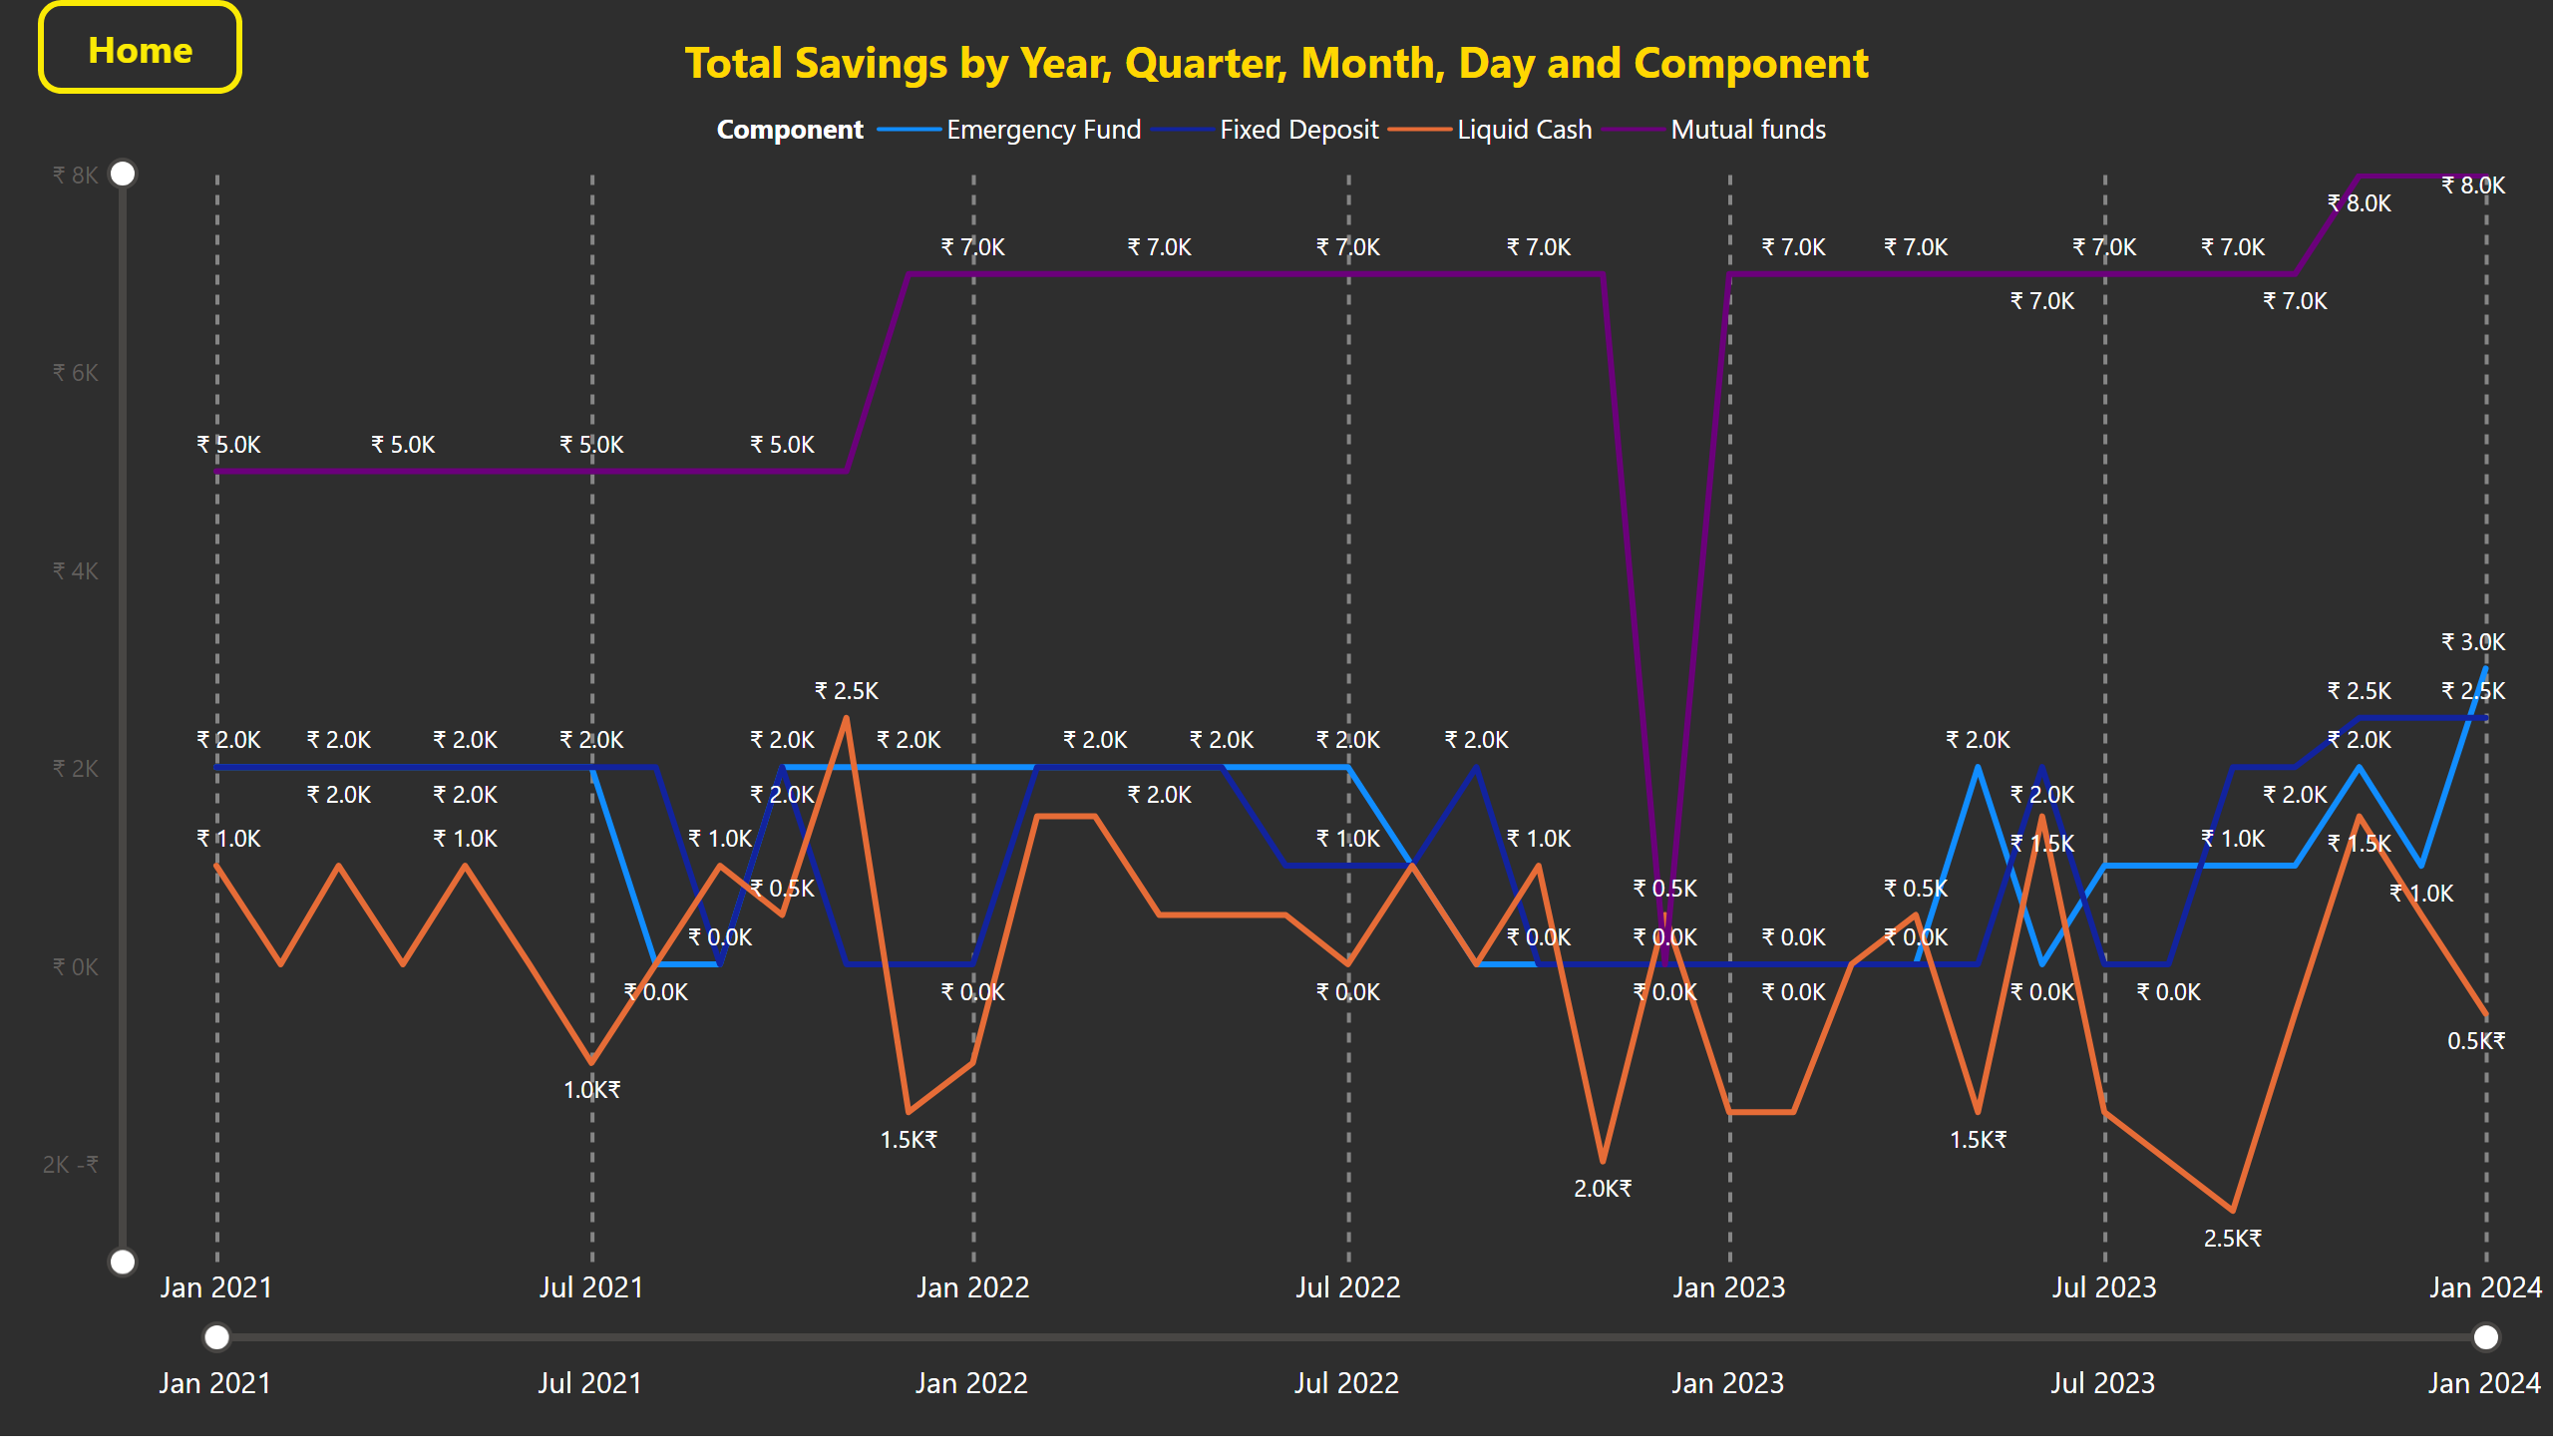 Home
Total Savings by Year, Quarter, Month, Day and Component
Component Emergency Fund Fixed Deposit Liquid Cash Mutual funds
₹ 8K
₹ 6K
₹ 4K
₹ 2K
₹ 0K
2K -₹
₹ 8.0K
₹ 8.0K
₹ 7.0K ₹ 7.0K ₹ 7.0K ₹ 7.0K ₹ 7.0K ₹ 7.0K ₹ 7.0K ₹ 7.0K
₹ 7.0K ₹ 7.0K
₹ 5.0K ₹ 5.0K ₹ 5.0K ₹ 5.0K
₹ 3.0K
₹ 2.5K ₹ 2.5K ₹ 2.5K
₹ 2.0K ₹ 2.0K ₹ 2.0K ₹ 2.0K ₹ 2.0K ₹ 2.0K ₹ 2.0K ₹ 2.0K ₹ 2.0K ₹ 2.0K ₹ 2.0K ₹ 2.0K
₹ 2.0K ₹ 2.0K ₹ 2.0K ₹ 2.0K ₹ 2.0K ₹ 2.0K
₹ 1.0K ₹ 1.0K ₹ 1.0K ₹ 1.0K ₹ 1.0K ₹ 1.5K ₹ 1.0K ₹ 1.5K
₹ 0.5K ₹ 0.5K ₹ 0.5K ₹ 1.0K
₹ 0.0K ₹ 0.0K ₹ 0.0K ₹ 0.0K ₹ 0.0K
₹ 0.0K ₹ 0.0K ₹ 0.0K ₹ 0.0K ₹ 0.0K ₹ 0.0K ₹ 0.0K
0.5K₹
1.0K₹
1.5K₹ 1.5K₹
2.0K₹
2.5K₹
Jan 2021 Jul 2021 Jan 2022 Jul 2022 Jan 2023 Jul 2023 Jan 2024
Jan 2021 Jul 2021 Jan 2022 Jul 2022 Jan 2023 Jul 2023 Jan 2024